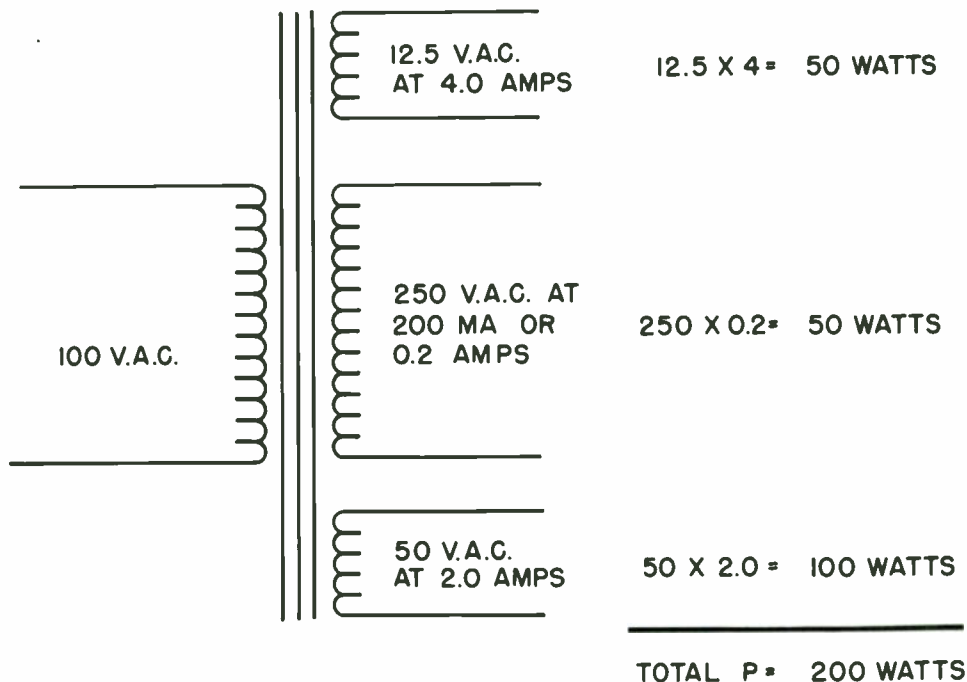 12.5 V.A.C.
AT 4.0 AMPS
12.5 X 4 = 50 WATTS
100 V.A.C.
250 V.A.C. AT
200 MA OR
0.2 AMPS
250 X 0.2 = 50 WATTS
50 V.A.C.
AT 2.0 AMPS
50 X 2.0 = 100 WATTS
TOTAL P = 200 WATTS